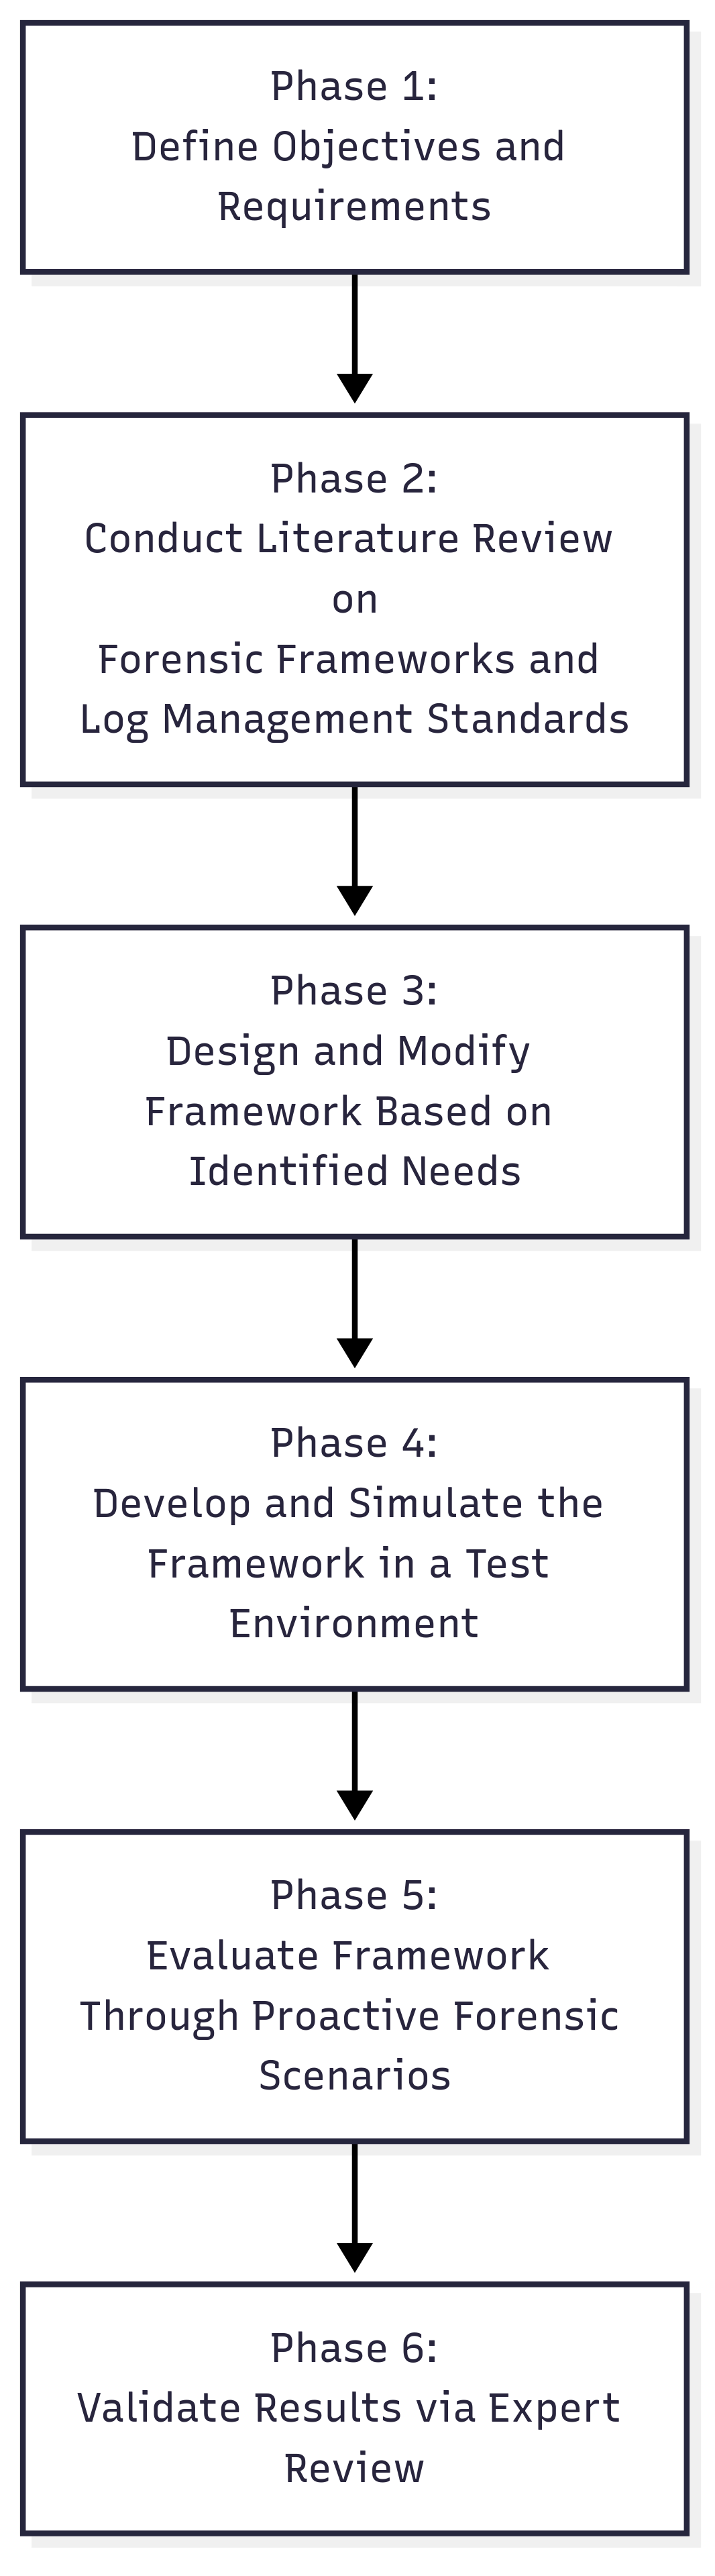 Phase 1:
Define Objectives and
Requirements
Phase 2:
Conduct Literature Review
on
Forensic Frameworks and
Log Management Standards
Phase 3:
Design and Modify
Framework Based on
Identified Needs
Phase 4:
Develop and Simulate the
Framework in a Test
Environment
Phase 5:
Evaluate Framework
Through Proactive Forensic
Scenarios
Phase 6:
Validate Results via Expert
Review